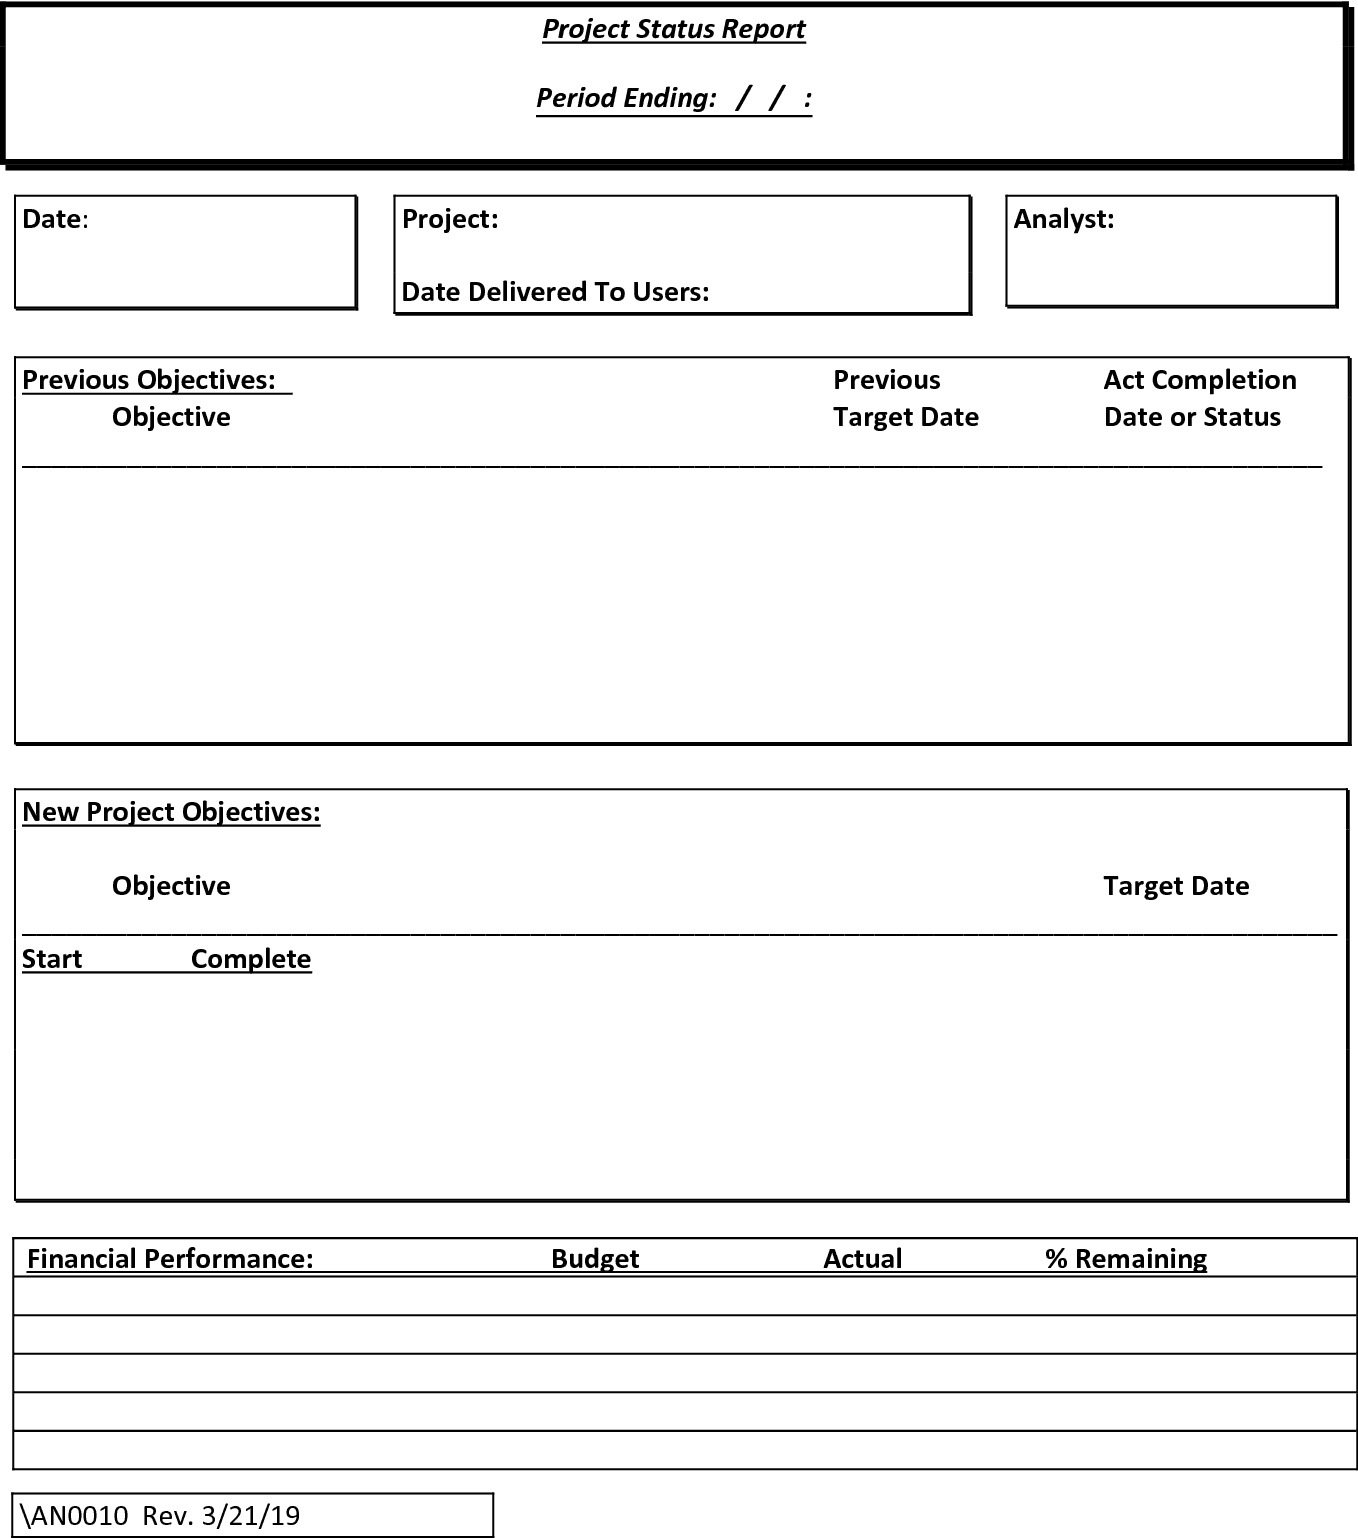 Project Status Report
Period Ending: / / :
Date:
Project:
Date Delivered To Users:
Analyst:
Previous Objectives: Previous Act Completion
Objective Target Date Date or Status
New Project Objectives:
Objective Target Date
Start Complete
Financial Performance: Budget Actual % Remaining
\AN0010 Rev. 3/21/19